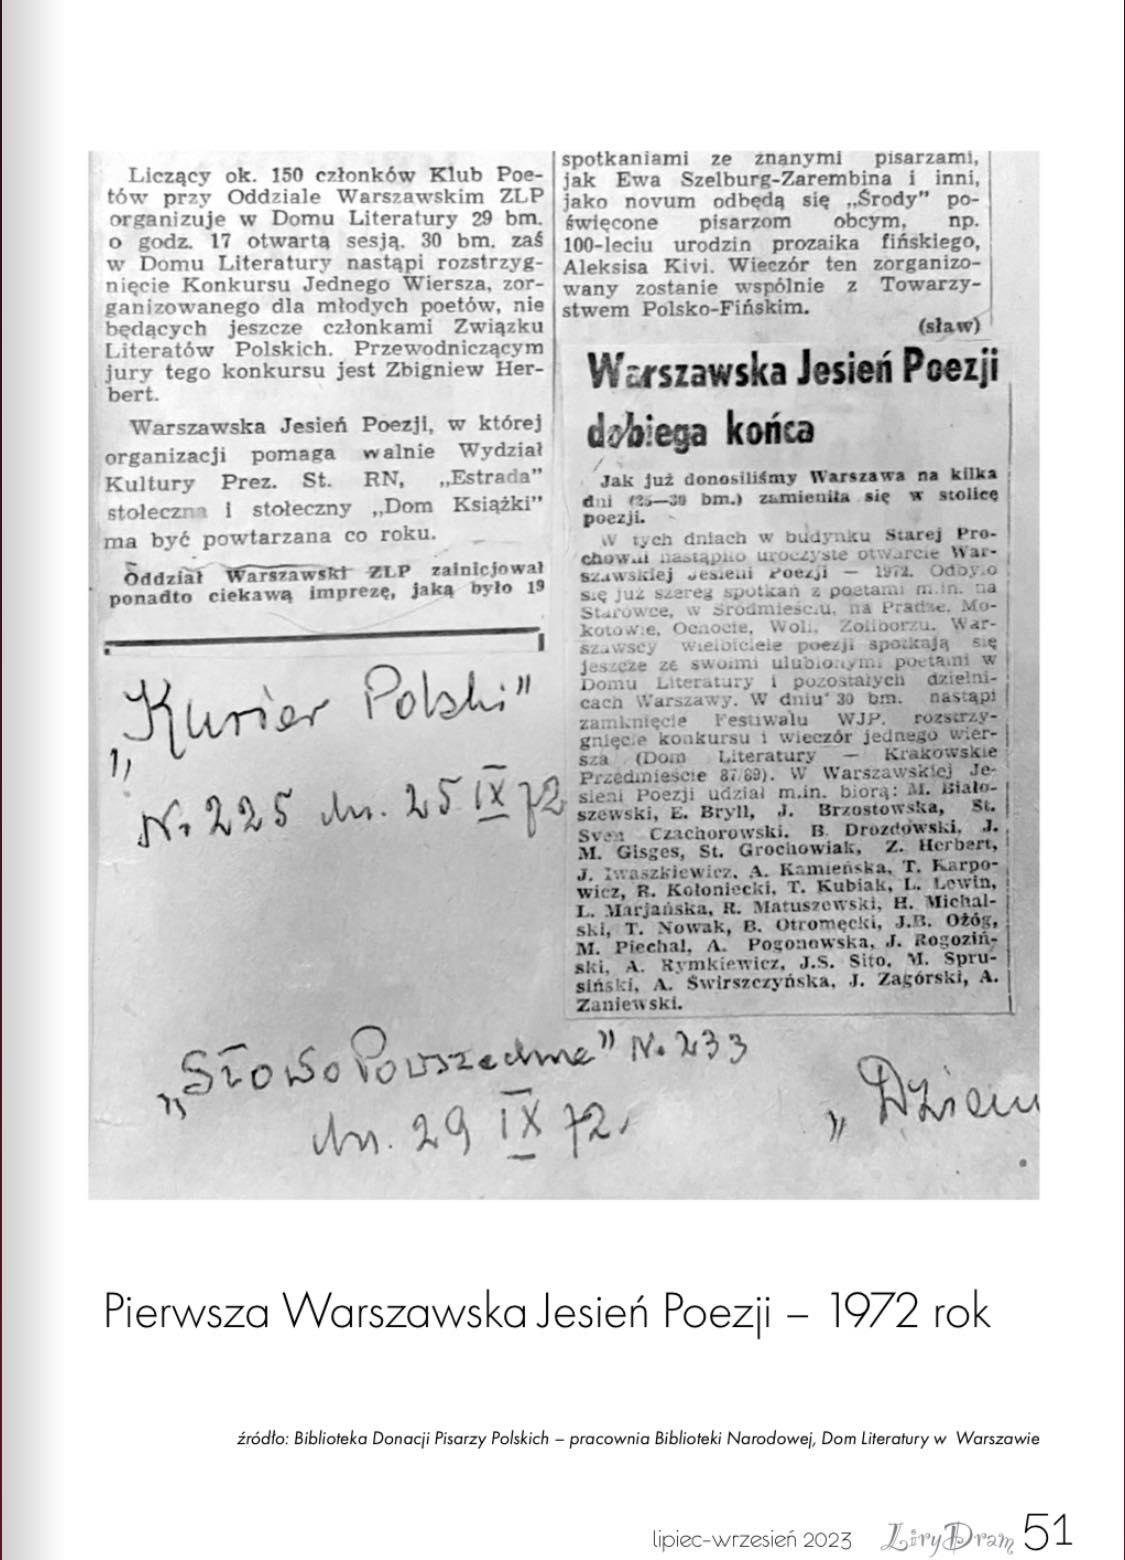 Liczący ok. 150 członków Klub Poe-
tów przy Oddziale Warszawskim ZLP
organizuje w Domu Literatury 29 bm.
o godz. 17 otwartą sesją. 30 bm. zaś
w Domu Literatury nastąpi rozstrzyg-
nięcie Konkursu Jednego Wiersza, zor-
ganizowanego dla młodych poetów, nie
będących jeszcze członkami Związku
Literatów Polskich. Przewodniczącym
jury tego konkursu jest Zbigniew Her-
bert.
Warszawska Jesień Poezji, w której
organizacji pomaga walnie Wydział
Kultury Prez. St. RN, „Estrada”
stołeczna i stołeczny „Dom Książki”
ma być powtarzana co roku.
Oddział Warszawski ZLP zainicjował
ponadto ciekawą imprezę, jaką było 19
„Kurier Polski”
Nr 225 dn. 25 IX 72
spotkaniami ze znanymi pisarzami,
jak Ewa Szelburg-Zarembina i inni,
jako novum odbędą się „Środy” po-
święcone pisarzom obcym, np.
100-leciu urodzin prozaika fińskiego,
Aleksisa Kivi. Wieczór ten zorganizo-
wany zostanie wspólnie z Towarzy-
stwem Polsko-Fińskim.
(sław)
Warszawska Jesień Poezji
dobiega końca
Jak już donosiliśmy Warszawa na kilka
dni (25—30 bm.) zamieniła się w stolicę
poezji.
W tych dniach w budynku Starej Pro-
chowni nastąpiło uroczyste otwarcie War-
szawskiej Jesieni Poezji — 1972. Odbyło
się już szereg spotkań z poetami m.in. na
Starówce, w Śródmieściu, na Pradze, Mo-
kotowie, Ochocie, Woli, Żoliborzu. War-
szawscy wielbiciele poezji spotkają się
jeszcze ze swoimi ulubionymi poetami w
Domu Literatury i pozostałych dzielni-
cach Warszawy. W dniu 30 bm. nastąpi
zamknięcie Festiwalu WJP, rozstrzy-
gnięcie konkursu i wieczór jednego wier-
sza (Dom Literatury — Krakowskie
Przedmieście 87/89). W Warszawskiej Je-
sieni Poezji udział m.in. biorą: M. Biało-
szewski, E. Bryll, J. Brzostowska, St.
Swen Czachorowski, B. Drozdowski, J.
M. Gisges, St. Grochowiak, Z. Herbert,
J. Iwaszkiewicz, A. Kamieńska, T. Karpo-
wicz, R. Kołoniecki, T. Kubiak, L. Lewin,
L. Marjańska, R. Matuszewski, H. Michal-
ski, T. Nowak, B. Ostromęcki, J.B. Ożóg,
M. Piechal, A. Pogonowska, J. Rogoziń-
ski, A. Rymkiewicz, J.S. Sito, M. Spru-
siński, A. Świrszczyńska, J. Zagórski, A.
Zaniewski.
„Słowo Powszechne” Nr 233
dn. 29 IX 72
„Dzien
Pierwsza Warszawska Jesień Poezji – 1972 rok
źródło: Biblioteka Donacji Pisarzy Polskich – pracownia Biblioteki Narodowej, Dom Literatury w Warszawie
lipiec-wrzesień 2023 LiryDram 51